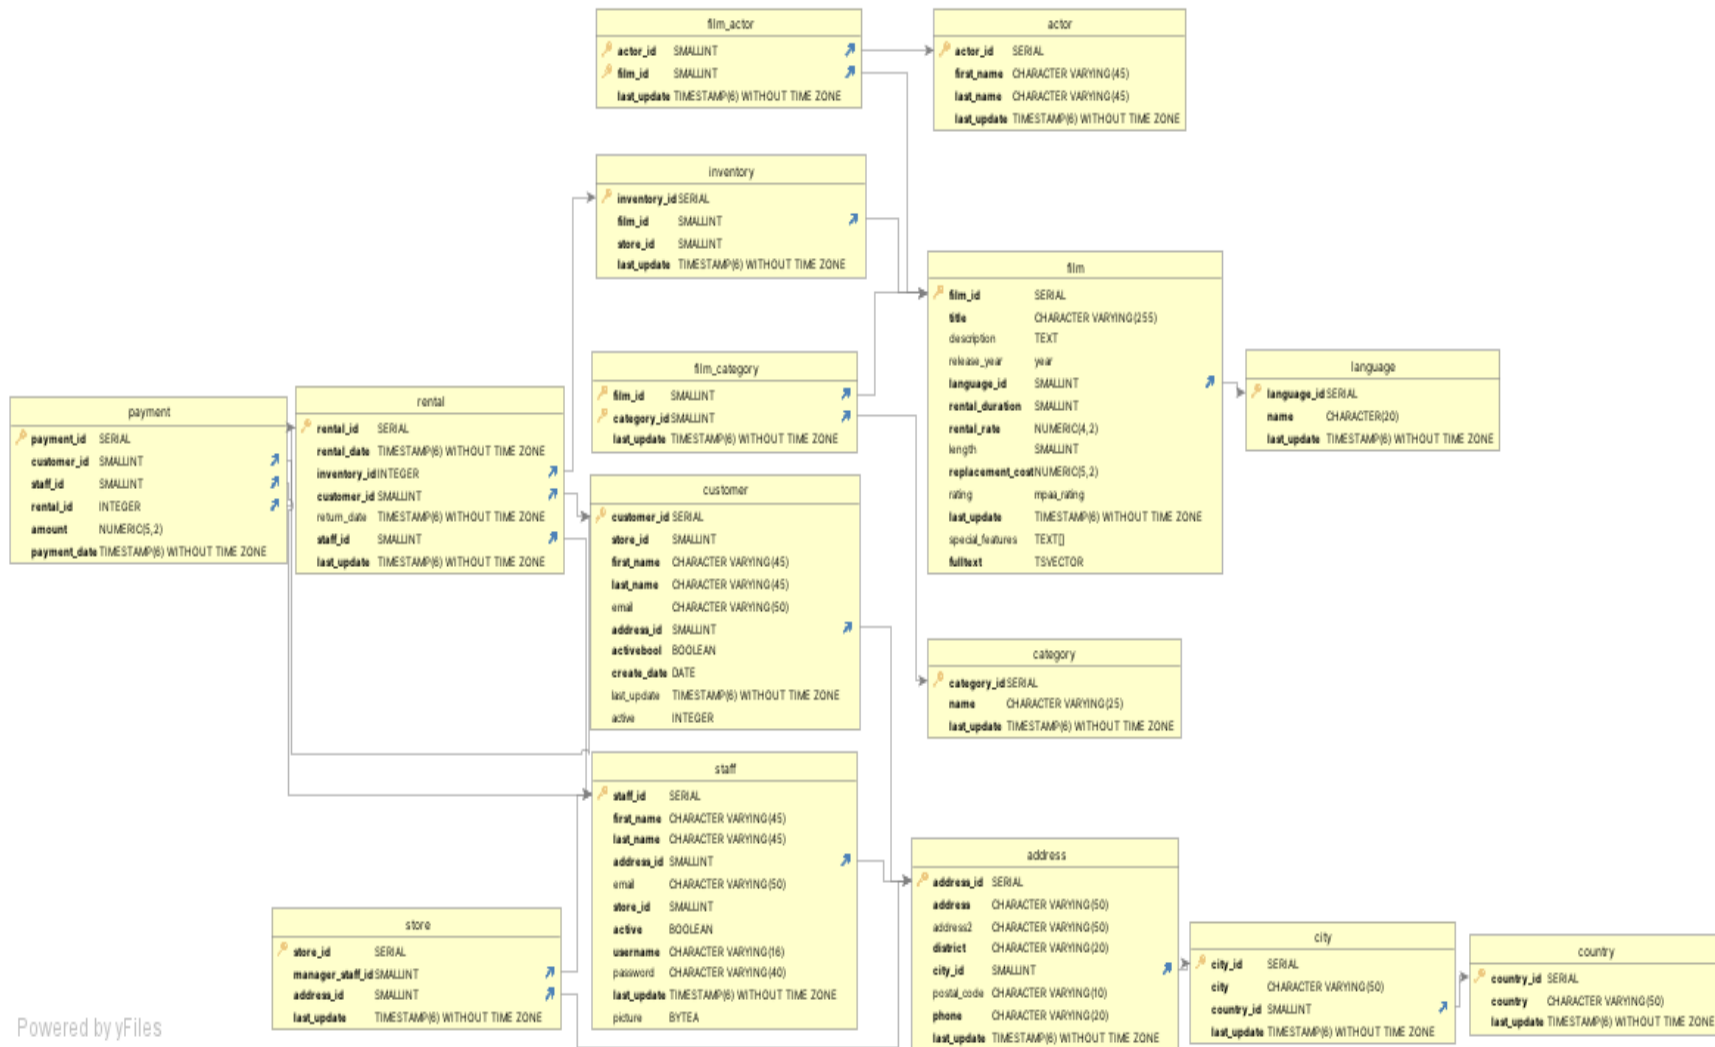 film_actor
actor_id SMALLINT
film_id SMALLINT
last_update TIMESTAMP(6) WITHOUT TIME ZONE
actor
actor_id SERIAL
first_name CHARACTER VARYING(45)
last_name CHARACTER VARYING(45)
last_update TIMESTAMP(6) WITHOUT TIME ZONE
inventory
inventory_id SERIAL
film_id SMALLINT
store_id SMALLINT
last_update TIMESTAMP(6) WITHOUT TIME ZONE
film
film_id SERIAL
title CHARACTER VARYING(255)
description TEXT
release_year year
language_id SMALLINT
rental_duration SMALLINT
rental_rate NUMERIC(4,2)
length SMALLINT
replacement_cost NUMERIC(5,2)
rating mpaa_rating
last_update TIMESTAMP(6) WITHOUT TIME ZONE
special_features TEXT[]
fulltext TSVECTOR
language
language_id SERIAL
name CHARACTER(20)
last_update TIMESTAMP(6) WITHOUT TIME ZONE
film_category
film_id SMALLINT
category_id SMALLINT
last_update TIMESTAMP(6) WITHOUT TIME ZONE
payment
payment_id SERIAL
customer_id SMALLINT
staff_id SMALLINT
rental_id INTEGER
amount NUMERIC(5,2)
payment_date TIMESTAMP(6) WITHOUT TIME ZONE
rental
rental_id SERIAL
rental_date TIMESTAMP(6) WITHOUT TIME ZONE
inventory_id INTEGER
customer_id SMALLINT
return_date TIMESTAMP(6) WITHOUT TIME ZONE
staff_id SMALLINT
last_update TIMESTAMP(6) WITHOUT TIME ZONE
customer
customer_id SERIAL
store_id SMALLINT
first_name CHARACTER VARYING(45)
last_name CHARACTER VARYING(45)
email CHARACTER VARYING(50)
address_id SMALLINT
activebool BOOLEAN
create_date DATE
last_update TIMESTAMP(6) WITHOUT TIME ZONE
active INTEGER
category
category_id SERIAL
name CHARACTER VARYING(25)
last_update TIMESTAMP(6) WITHOUT TIME ZONE
staff
staff_id SERIAL
first_name CHARACTER VARYING(45)
last_name CHARACTER VARYING(45)
address_id SMALLINT
email CHARACTER VARYING(50)
store_id SMALLINT
active BOOLEAN
username CHARACTER VARYING(16)
password CHARACTER VARYING(40)
last_update TIMESTAMP(6) WITHOUT TIME ZONE
picture BYTEA
store
store_id SERIAL
manager_staff_id SMALLINT
address_id SMALLINT
last_update TIMESTAMP(6) WITHOUT TIME ZONE
address
address_id SERIAL
address CHARACTER VARYING(50)
address2 CHARACTER VARYING(50)
district CHARACTER VARYING(20)
city_id SMALLINT
postal_code CHARACTER VARYING(10)
phone CHARACTER VARYING(20)
last_update TIMESTAMP(6) WITHOUT TIME ZONE
city
city_id SERIAL
city CHARACTER VARYING(50)
country_id SMALLINT
last_update TIMESTAMP(6) WITHOUT TIME ZONE
country
country_id SERIAL
country CHARACTER VARYING(50)
last_update TIMESTAMP(6) WITHOUT TIME ZONE
Powered by yFiles